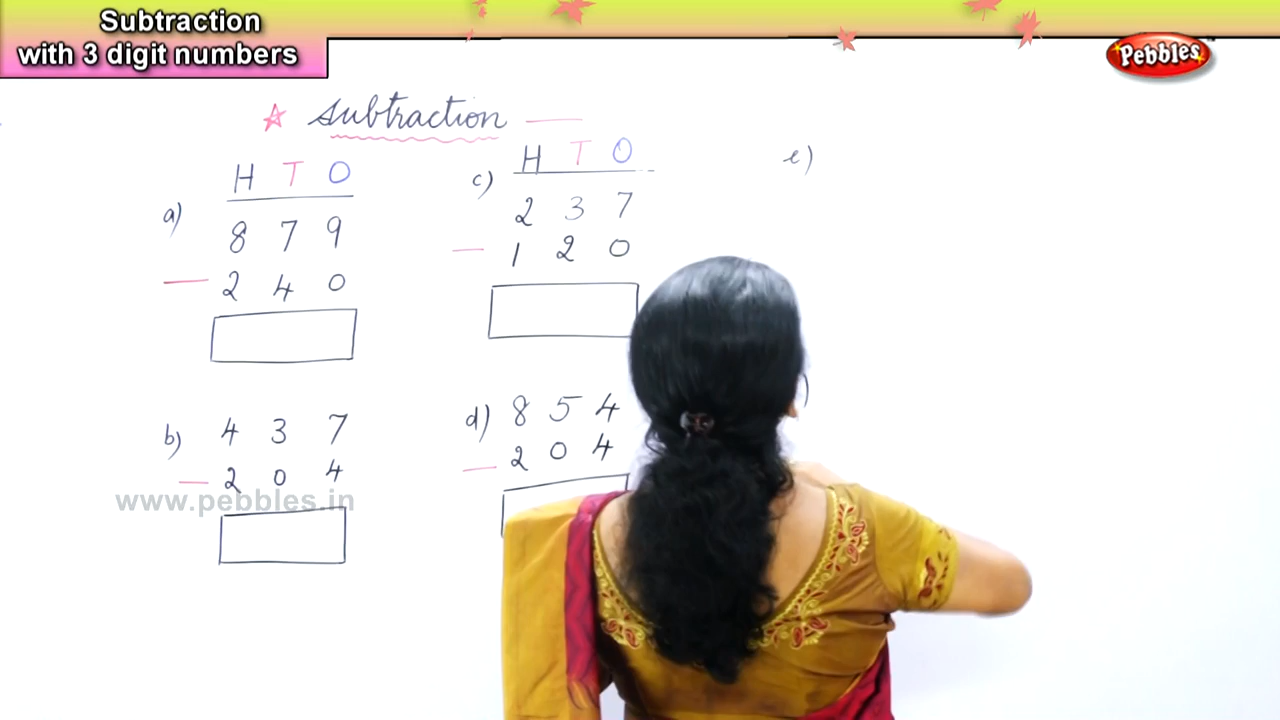 Subtraction
with 3 digit numbers
Pebbles
☆ Subtraction —
H T O
a) 8 7 9
— 2 4 0
b) 4 3 7
— 2 0 4
www.pebbles.in
H T O
c) 2 3 7
— 1 2 0
d) 8 5 4
— 2 0 4
e)